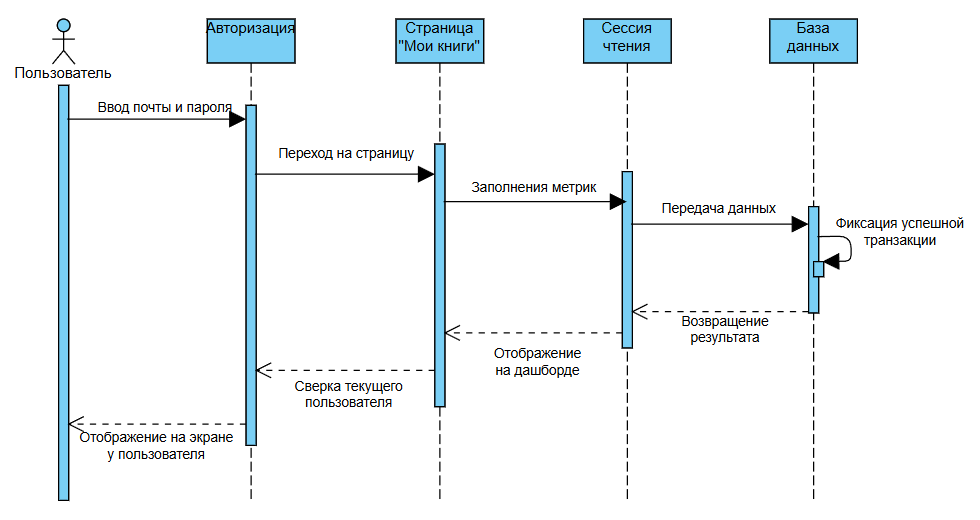 Пользователь
Авторизация
Страница
"Мои книги"
Сессия
чтения
База
данных
Ввод почты и пароля
Переход на страницу
Заполнения метрик
Передача данных
Фиксация успешной
транзакции
Возвращение
результата
Отображение
на дашборде
Сверка текущего
пользователя
Отображение на экране
у пользователя